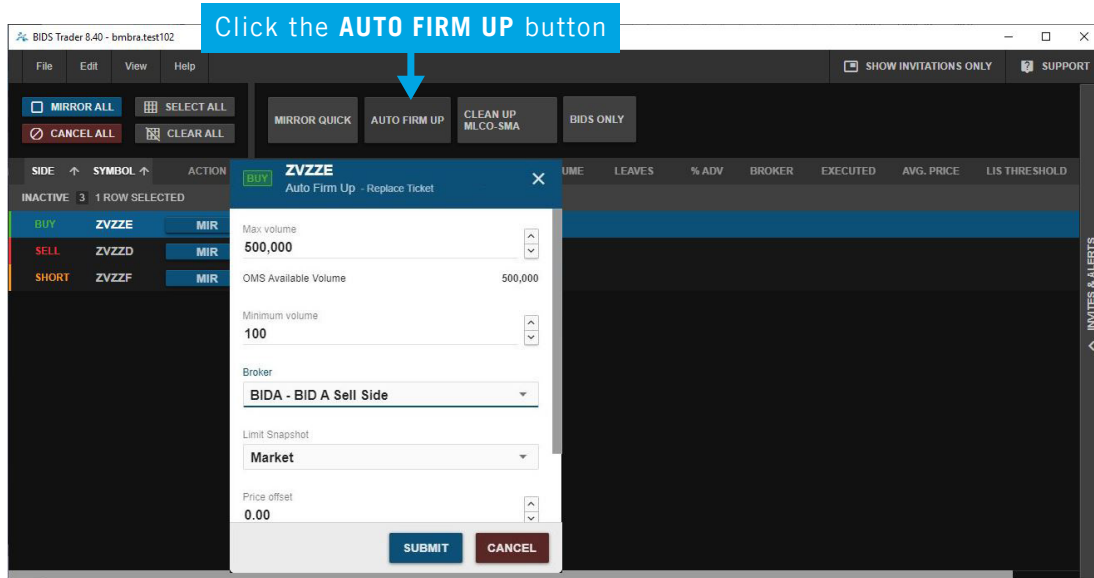 Click the AUTO FIRM UP button
BIDS Trader 8.40 - bmbra.test102
File Edit View Help SHOW INVITATIONS ONLY SUPPORT
MIRROR ALL SELECT ALL
CANCEL ALL CLEAR ALL
MIRROR QUICK AUTO FIRM UP CLEAN UP
MLCO-SMA BIDS ONLY
SIDE SYMBOL ACTION UME LEAVES % ADV BROKER EXECUTED AVG. PRICE LIS THRESHOLD
INACTIVE 3 1 ROW SELECTED
BUY ZVZZE MIR
SELL ZVZZD MIR
SHORT ZVZZF MIR
BUY ZVZZE
Auto Firm Up - Replace Ticket
Max volume
500,000
OMS Available Volume 500,000
Minimum volume
100
Broker
BIDA - BID A Sell Side
Limit Snapshot
Market
Price offset
0.00
SUBMIT CANCEL
INVITES & ALERTS